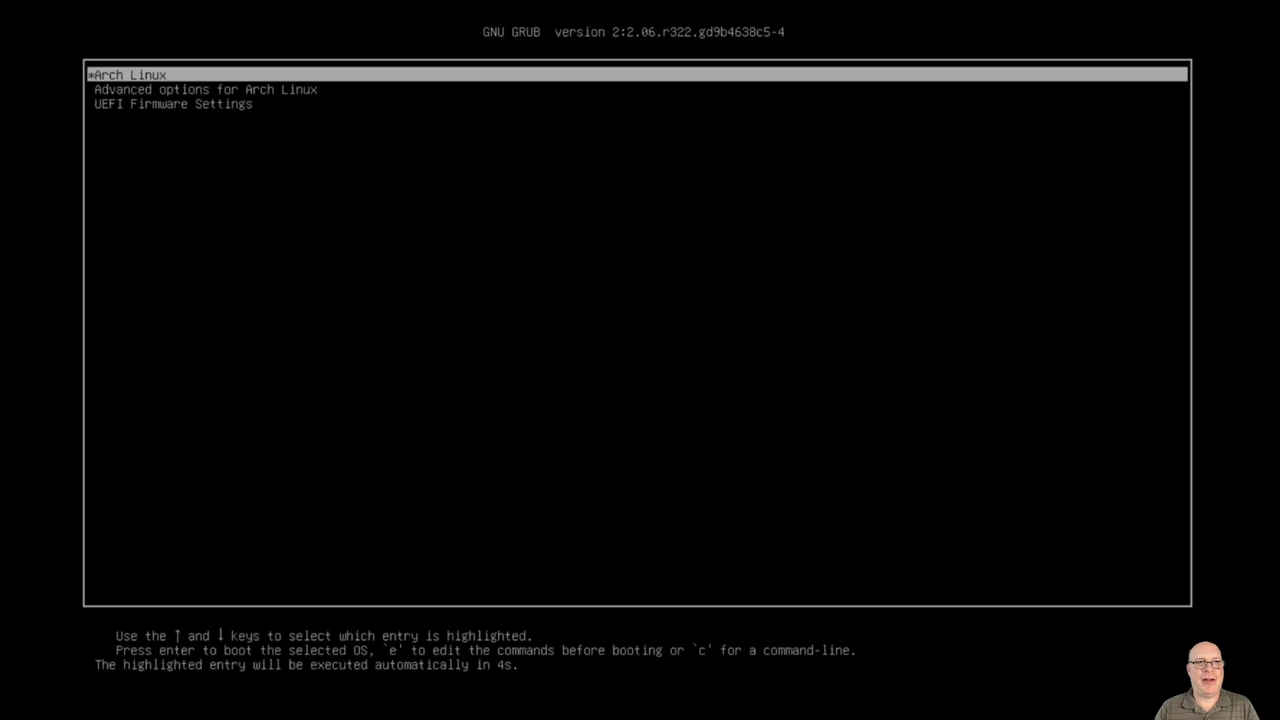 GNU GRUB  version 2:2.06.r322.gd9b4638c5-4
*Arch Linux
Advanced options for Arch Linux
UEFI Firmware Settings
Use the ↑ and ↓ keys to select which entry is highlighted.
Press enter to boot the selected OS, `e' to edit the commands before booting or `c' for a command-line.
The highlighted entry will be executed automatically in 4s.